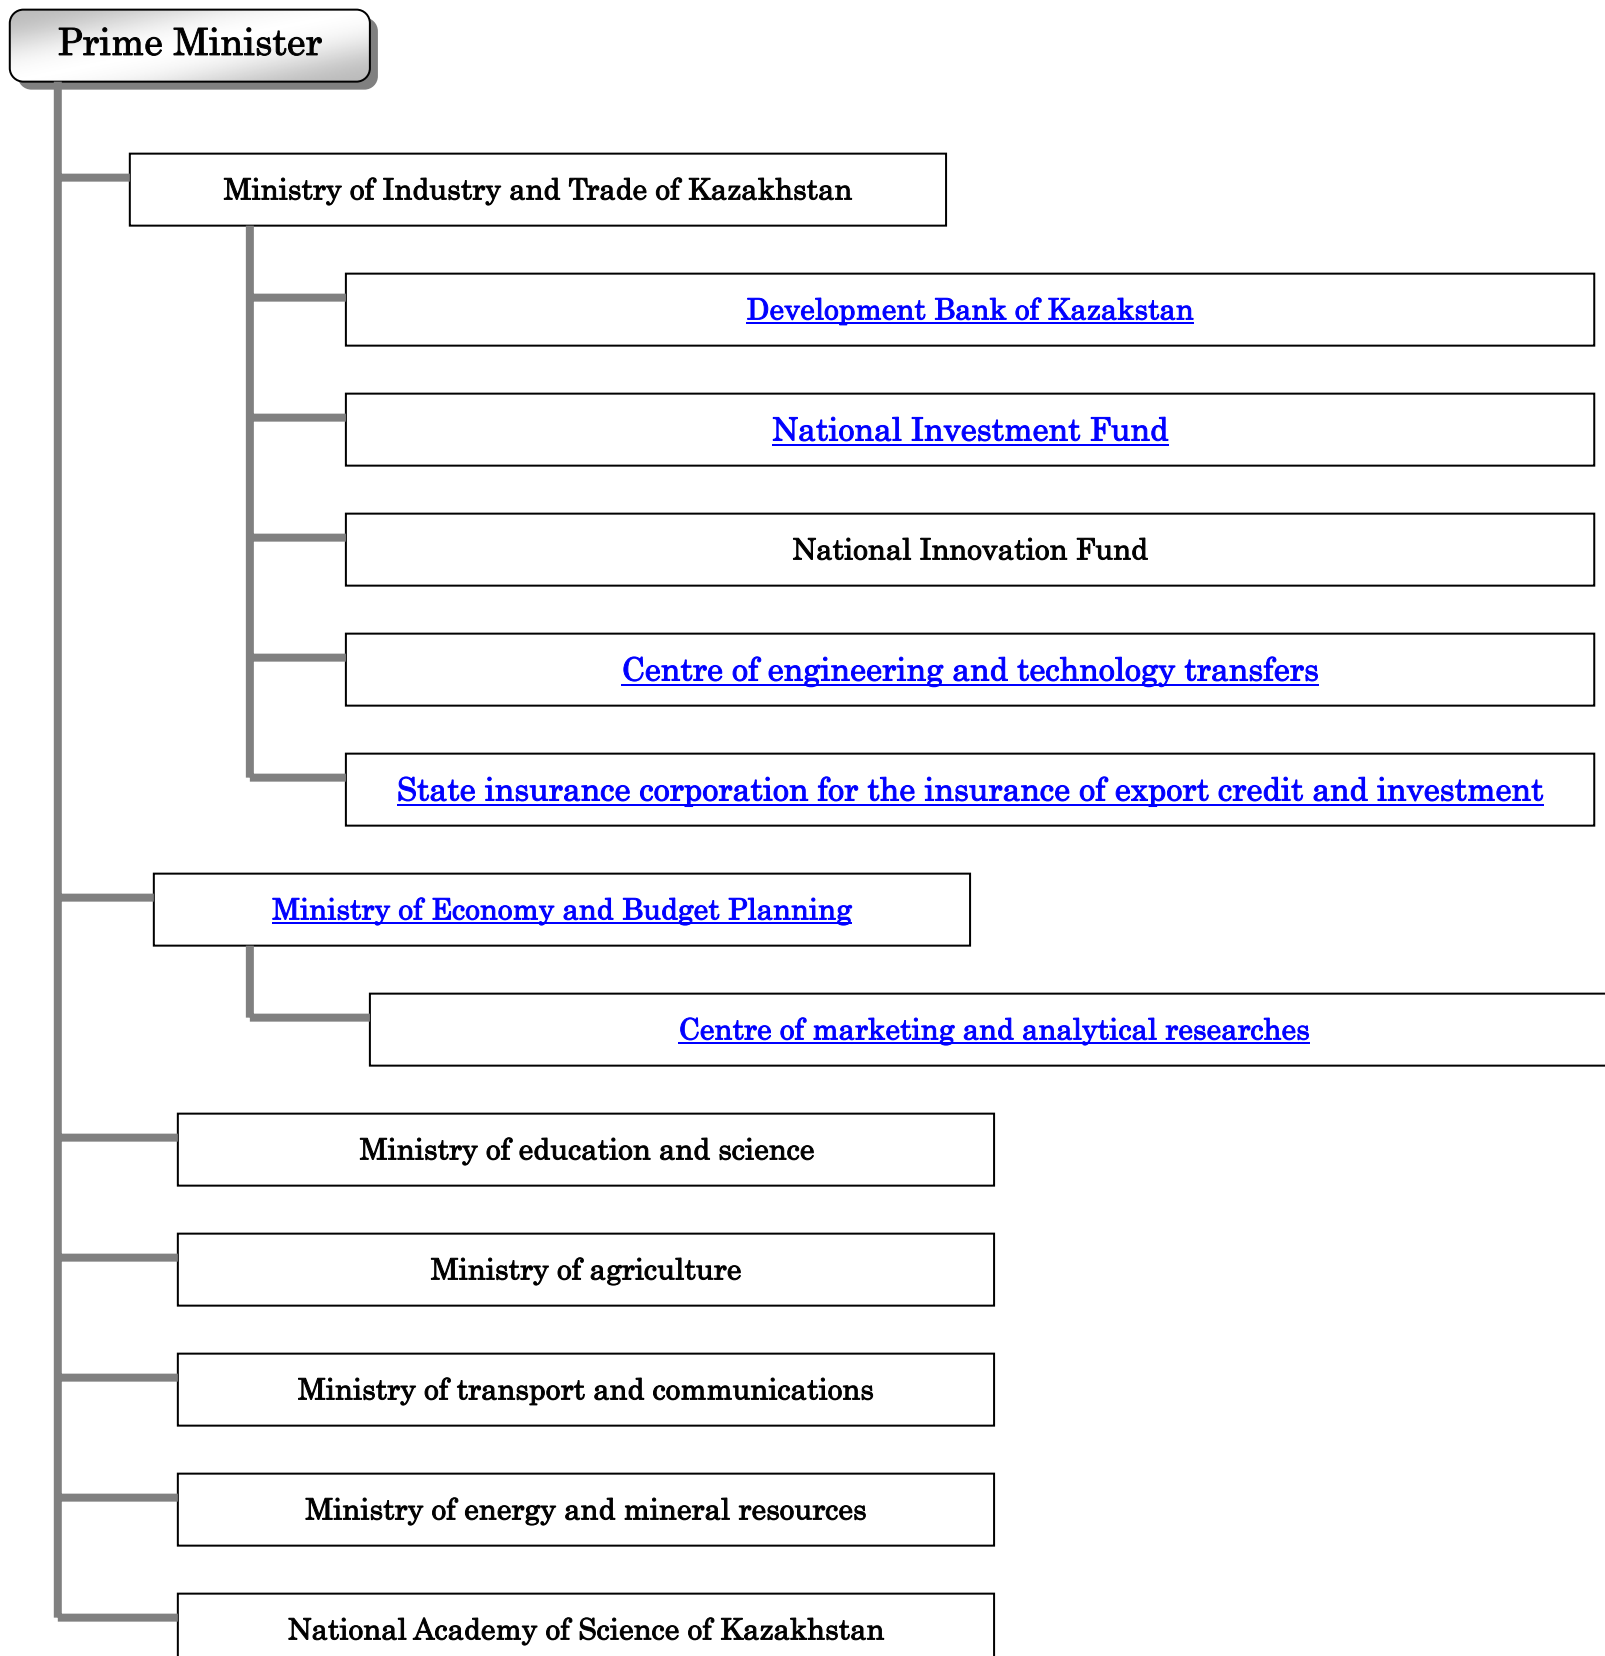 Prime Minister
Ministry of Industry and Trade of Kazakhstan
Development Bank of Kazakstan
National Investment Fund
National Innovation Fund
Centre of engineering and technology transfers
State insurance corporation for the insurance of export credit and investment
Ministry of Economy and Budget Planning
Centre of marketing and analytical researches
Ministry of education and science
Ministry of agriculture
Ministry of transport and communications
Ministry of energy and mineral resources
National Academy of Science of Kazakhstan